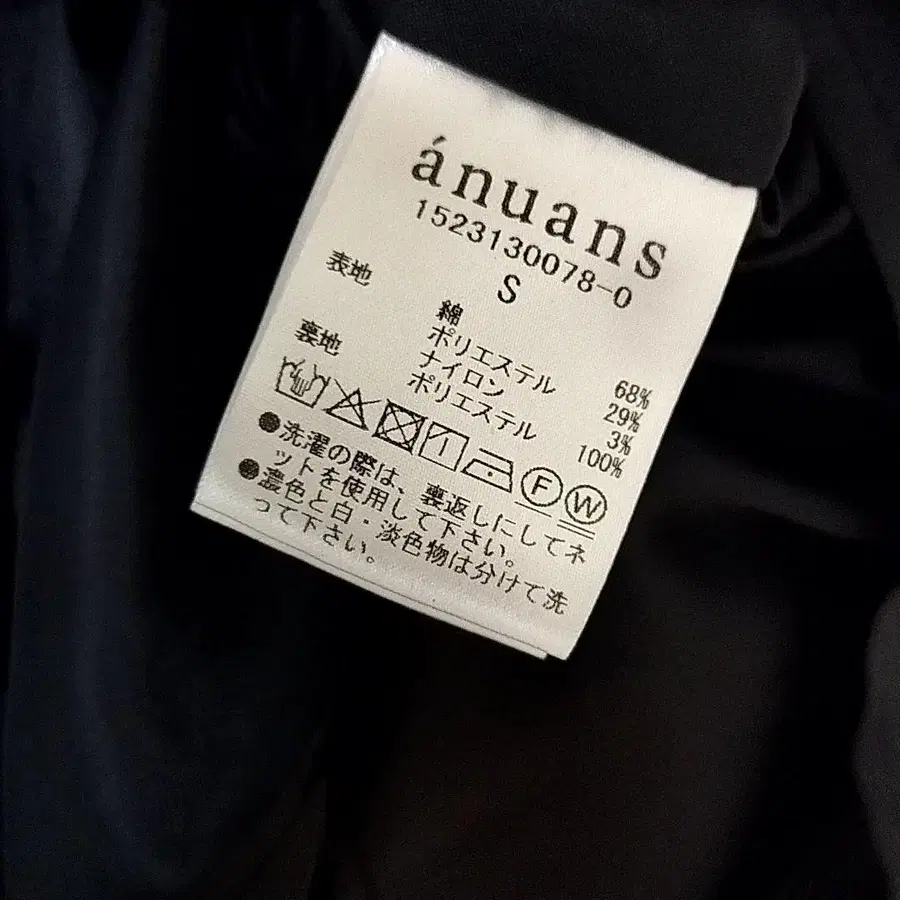 ánuans
1523130078-0
S
表地
綿 68%
ポリエステル 29%
ナイロン 3%
裏地 ポリエステル 100%
F W
●洗濯の際は、裏返しにしてネ
ットを使用して下さい。
●濃色と白・淡色物は分けて洗
って下さい。